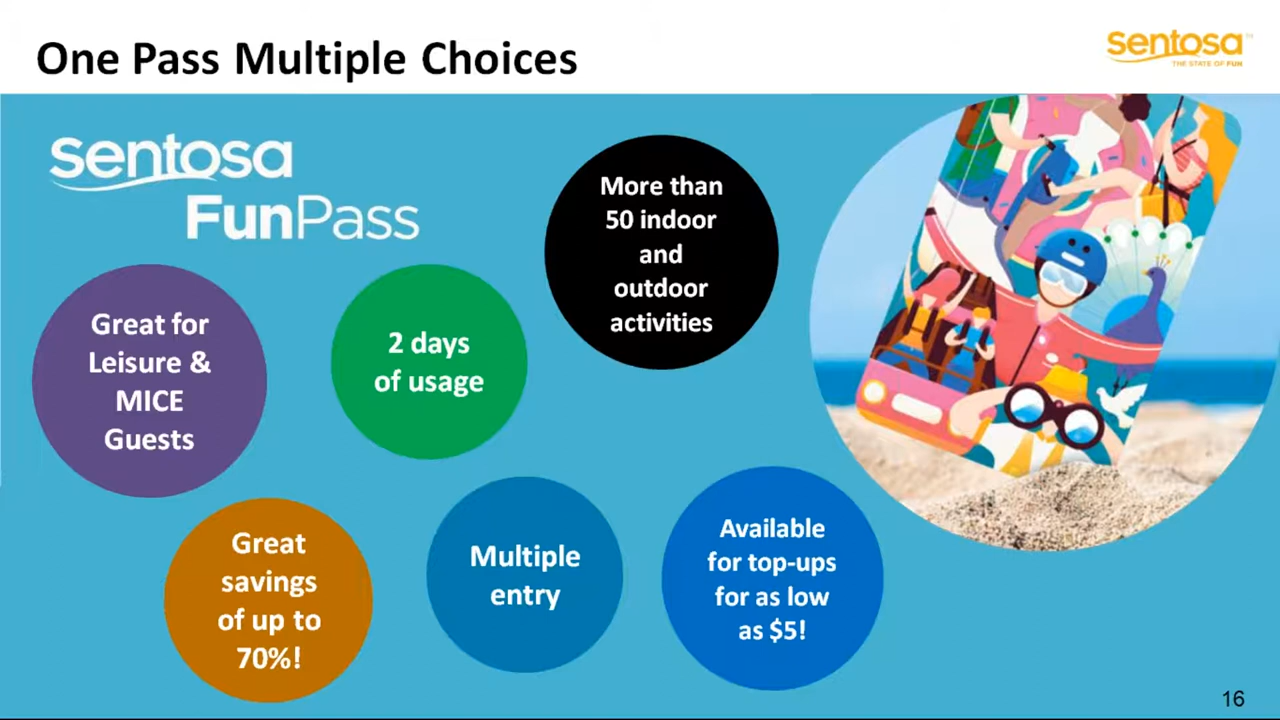 One Pass Multiple Choices
Sentosa™
THE STATE OF FUN
Sentosa
FunPass
More than
50 indoor
and
outdoor
activities
Great for
Leisure &
MICE
Guests
2 days
of usage
Great
savings
of up to
70%!
Multiple
entry
Available
for top-ups
for as low
as $5!
16